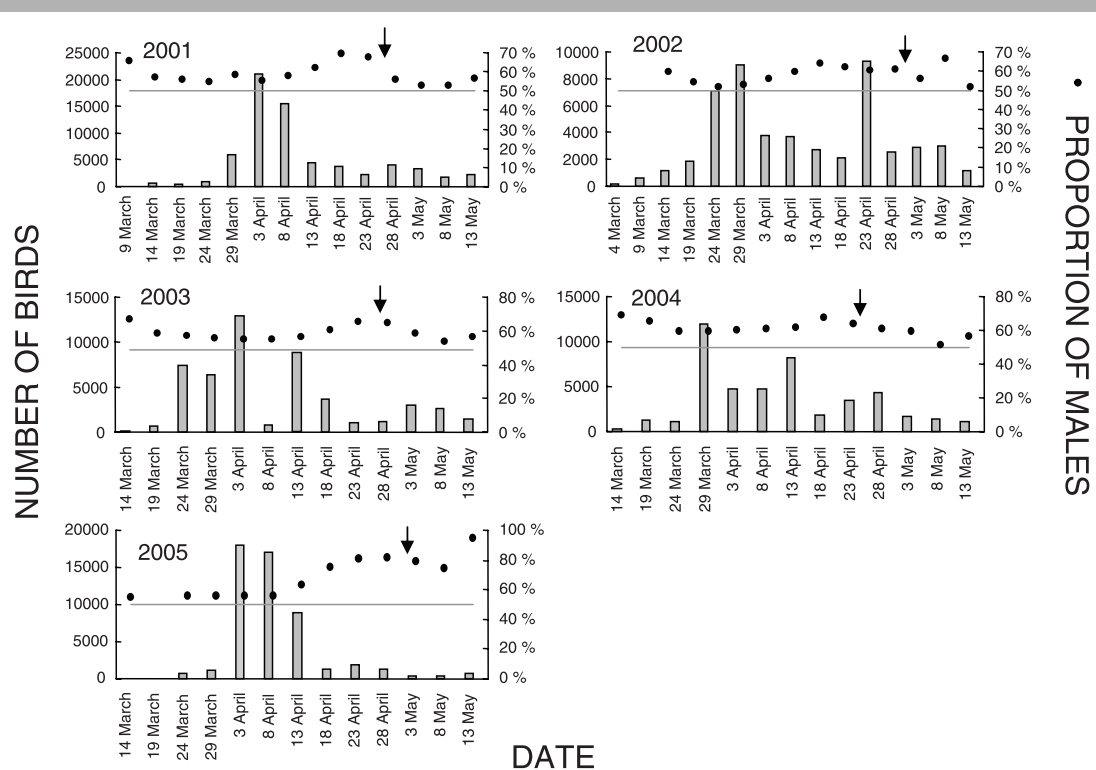 2001
25000
20000
15000
10000
5000
0
70 %
60 %
50 %
40 %
30 %
20 %
10 %
0 %
9 March
14 March
19 March
24 March
29 March
3 April
8 April
13 April
18 April
23 April
28 April
3 May
8 May
13 May
2002
10000
8000
6000
4000
2000
0
70 %
60 %
50 %
40 %
30 %
20 %
10 %
0 %
4 March
9 March
14 March
19 March
24 March
29 March
3 April
8 April
13 April
18 April
23 April
28 April
3 May
8 May
13 May
2003
15000
10000
5000
0
80 %
60 %
40 %
20 %
0 %
14 March
19 March
24 March
29 March
3 April
8 April
13 April
18 April
23 April
28 April
3 May
8 May
13 May
2004
15000
10000
5000
0
80 %
60 %
40 %
20 %
0 %
14 March
19 March
24 March
29 March
3 April
8 April
13 April
18 April
23 April
28 April
3 May
8 May
13 May
2005
20000
15000
10000
5000
0
100 %
80 %
60 %
40 %
20 %
0 %
14 March
19 March
24 March
29 March
3 April
8 April
13 April
18 April
23 April
28 April
3 May
8 May
13 May
NUMBER OF BIRDS
PROPORTION OF MALES
DATE